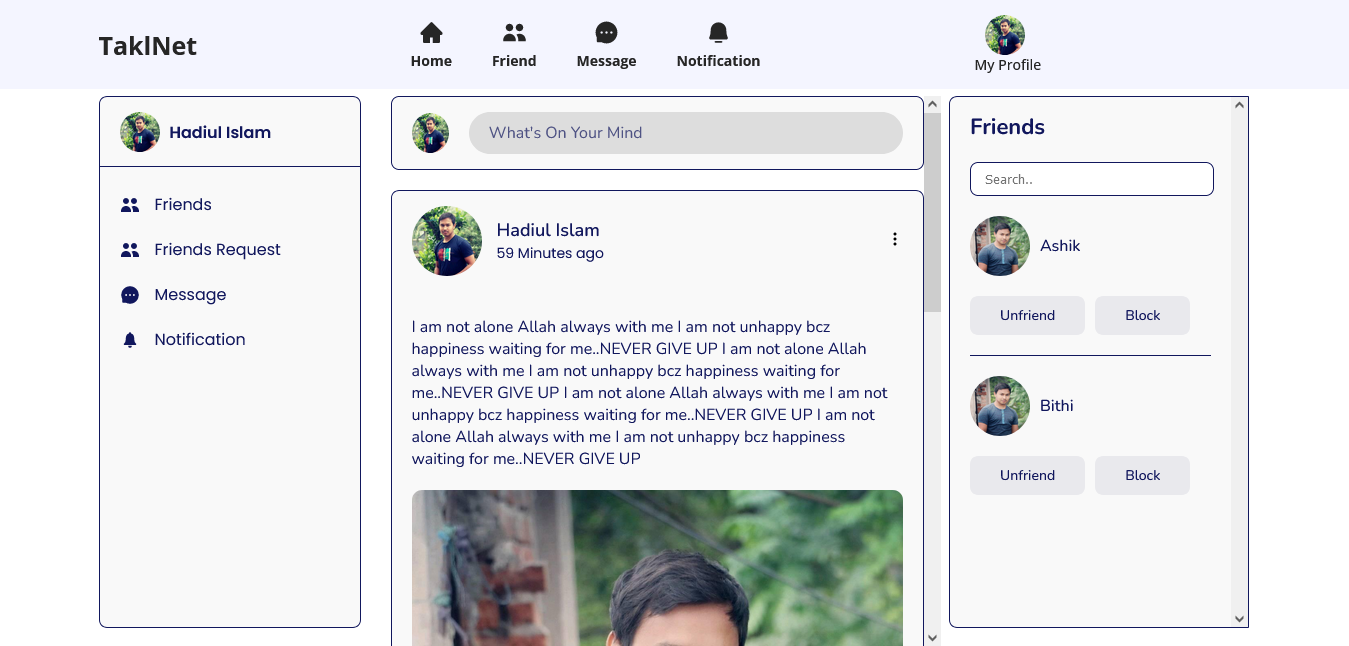 TaklNet
Home
Friend
Message
Notification
My Profile
Hadiul Islam
Friends
Friends Request
Message
Notification
What's On Your Mind
Hadiul Islam
59 Minutes ago
I am not alone Allah always with me I am not unhappy bcz
happiness waiting for me..NEVER GIVE UP I am not alone Allah
always with me I am not unhappy bcz happiness waiting for
me..NEVER GIVE UP I am not alone Allah always with me I am not
unhappy bcz happiness waiting for me..NEVER GIVE UP I am not
alone Allah always with me I am not unhappy bcz happiness
waiting for me..NEVER GIVE UP
Friends
Search..
Ashik
Unfriend
Block
Bithi
Unfriend
Block